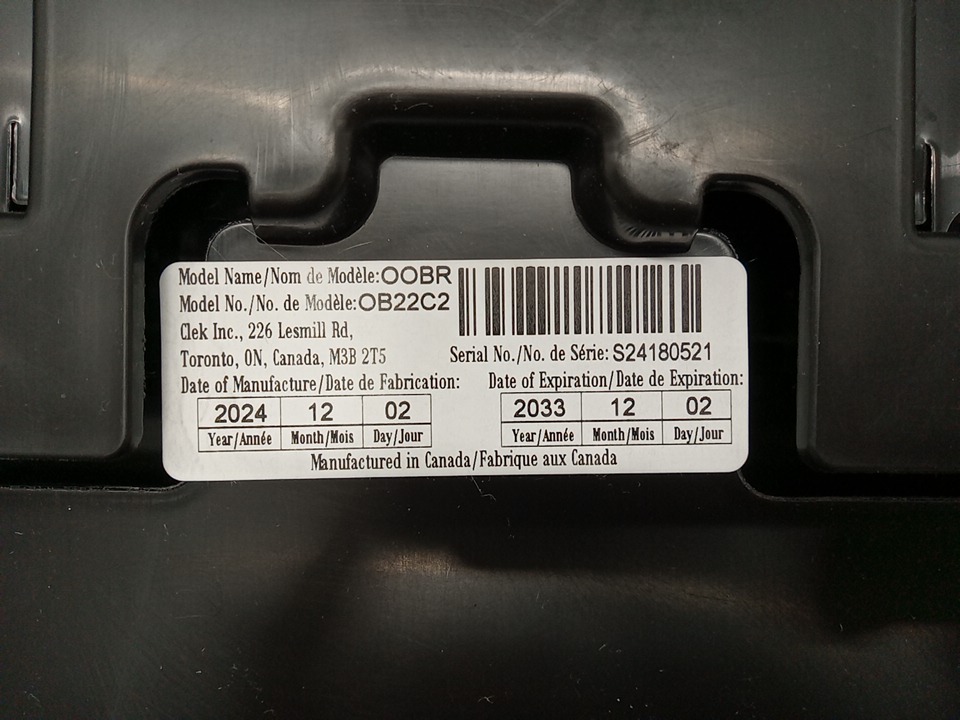 Model Name/Nom de Modèle: OOBR
Model No./No. de Modèle: OB22C2
Clek Inc., 226 Lesmill Rd,
Toronto, ON, Canada, M3B 2T5
Serial No./No. de Série: S24180521
Date of Manufacture/Date de Fabrication:
2024 12 02
Year/Année Month/Mois Day/Jour
Date of Expiration/Date de Expiration:
2033 12 02
Year/Année Month/Mois Day/Jour
Manufactured in Canada/Fabrique aux Canada